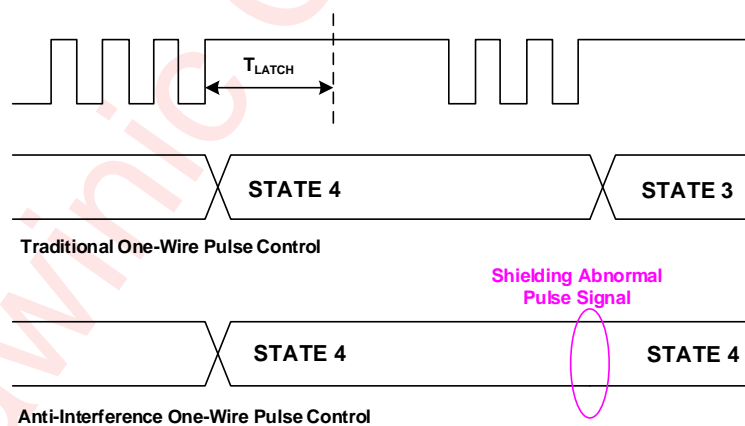 TLATCH
STATE 4
STATE 3
Traditional One-Wire Pulse Control
Shielding Abnormal
Pulse Signal
STATE 4
STATE 4
Anti-Interference One-Wire Pulse Control